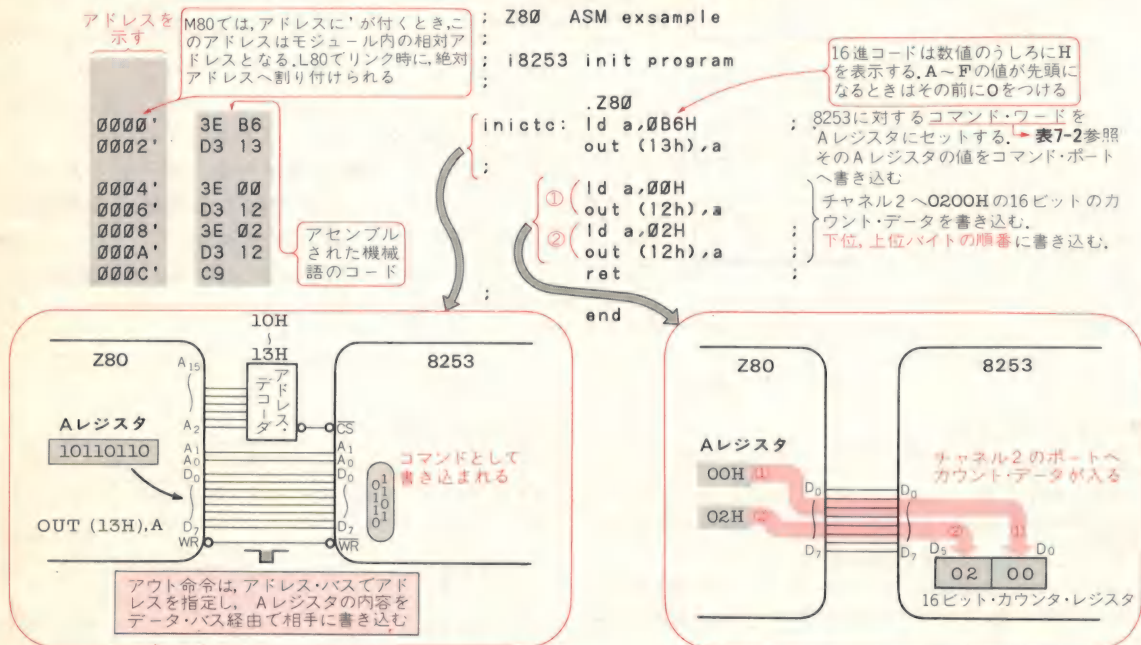 アドレスを
示す
M80では,アドレスに'が付くとき,こ
のアドレスはモジュール内の相対ア
ドレスとなる.L80でリンク時に,絶対
アドレスへ割り付けられる
; Z80 ASM exsample
;
; i8253 init program
;
16進コードは数値のうしろにH
を表示する.A～Fの値が先頭に
なるときはその前にOをつける
.Z80
0000' 3E B6 inictc: ld a,0B6H ; 8253に対するコマンド・ワードを
0002' D3 13 out (13h),a Aレジスタにセットする. 表7-2参照
そのAレジスタの値をコマンド・ポート
へ書き込む
;
0004' 3E 00 ① ld a,00H ; チャネル2へ0200Hの16ビットのカ
0006' D3 12 out (12h),a ; ウント・データを書き込む.
0008' 3E 02 ② ld a,02H ; 下位,上位バイトの順番に書き込む.
000A' D3 12 out (12h),a ;
000C' C9 ret ;
アセンブル
された機械
語のコード
;
end
10H
～
13H
Z80
8253
アドレス・
デコーダ
A15
A2
CS
Aレジスタ
10110110
A1 A1
A0 A0
D0 D0
コマンドとして
書き込まれる
10110110
OUT (13H),A
D7 D7
WR WR
アウト命令は,アドレス・バスでアド
レスを指定し, Aレジスタの内容を
データ・バス経由で相手に書き込む
Z80
8253
Aレジスタ
チャネル2のポートへ
カウント・データが入る
00H (1)
02H (2)
D0 D0
D7 D7
(2) (1)
D5 D0
02 00
16ビット・カウンタ・レジスタ